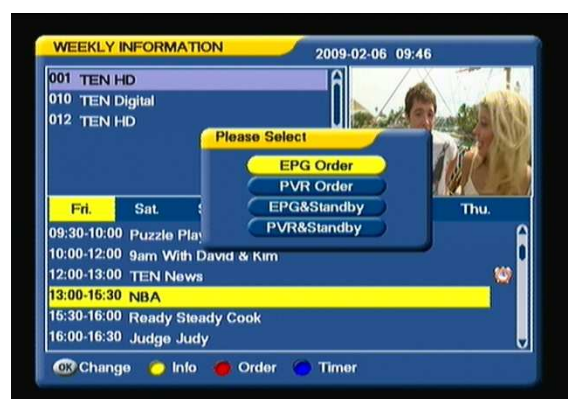 WEEKLY INFORMATION 2009-02-06 09:46
001 TEN HD
010 TEN Digital
012 TEN HD
Please Select
EPG Order
PVR Order
EPG&Standby
PVR&Standby
Fri. Sat. Thu.
09:30-10:00 Puzzle Play
10:00-12:00 9am With David & Kim
12:00-13:00 TEN News
13:00-15:30 NBA
15:30-16:00 Ready Steady Cook
16:00-16:30 Judge Judy
OK Change Info Order Timer